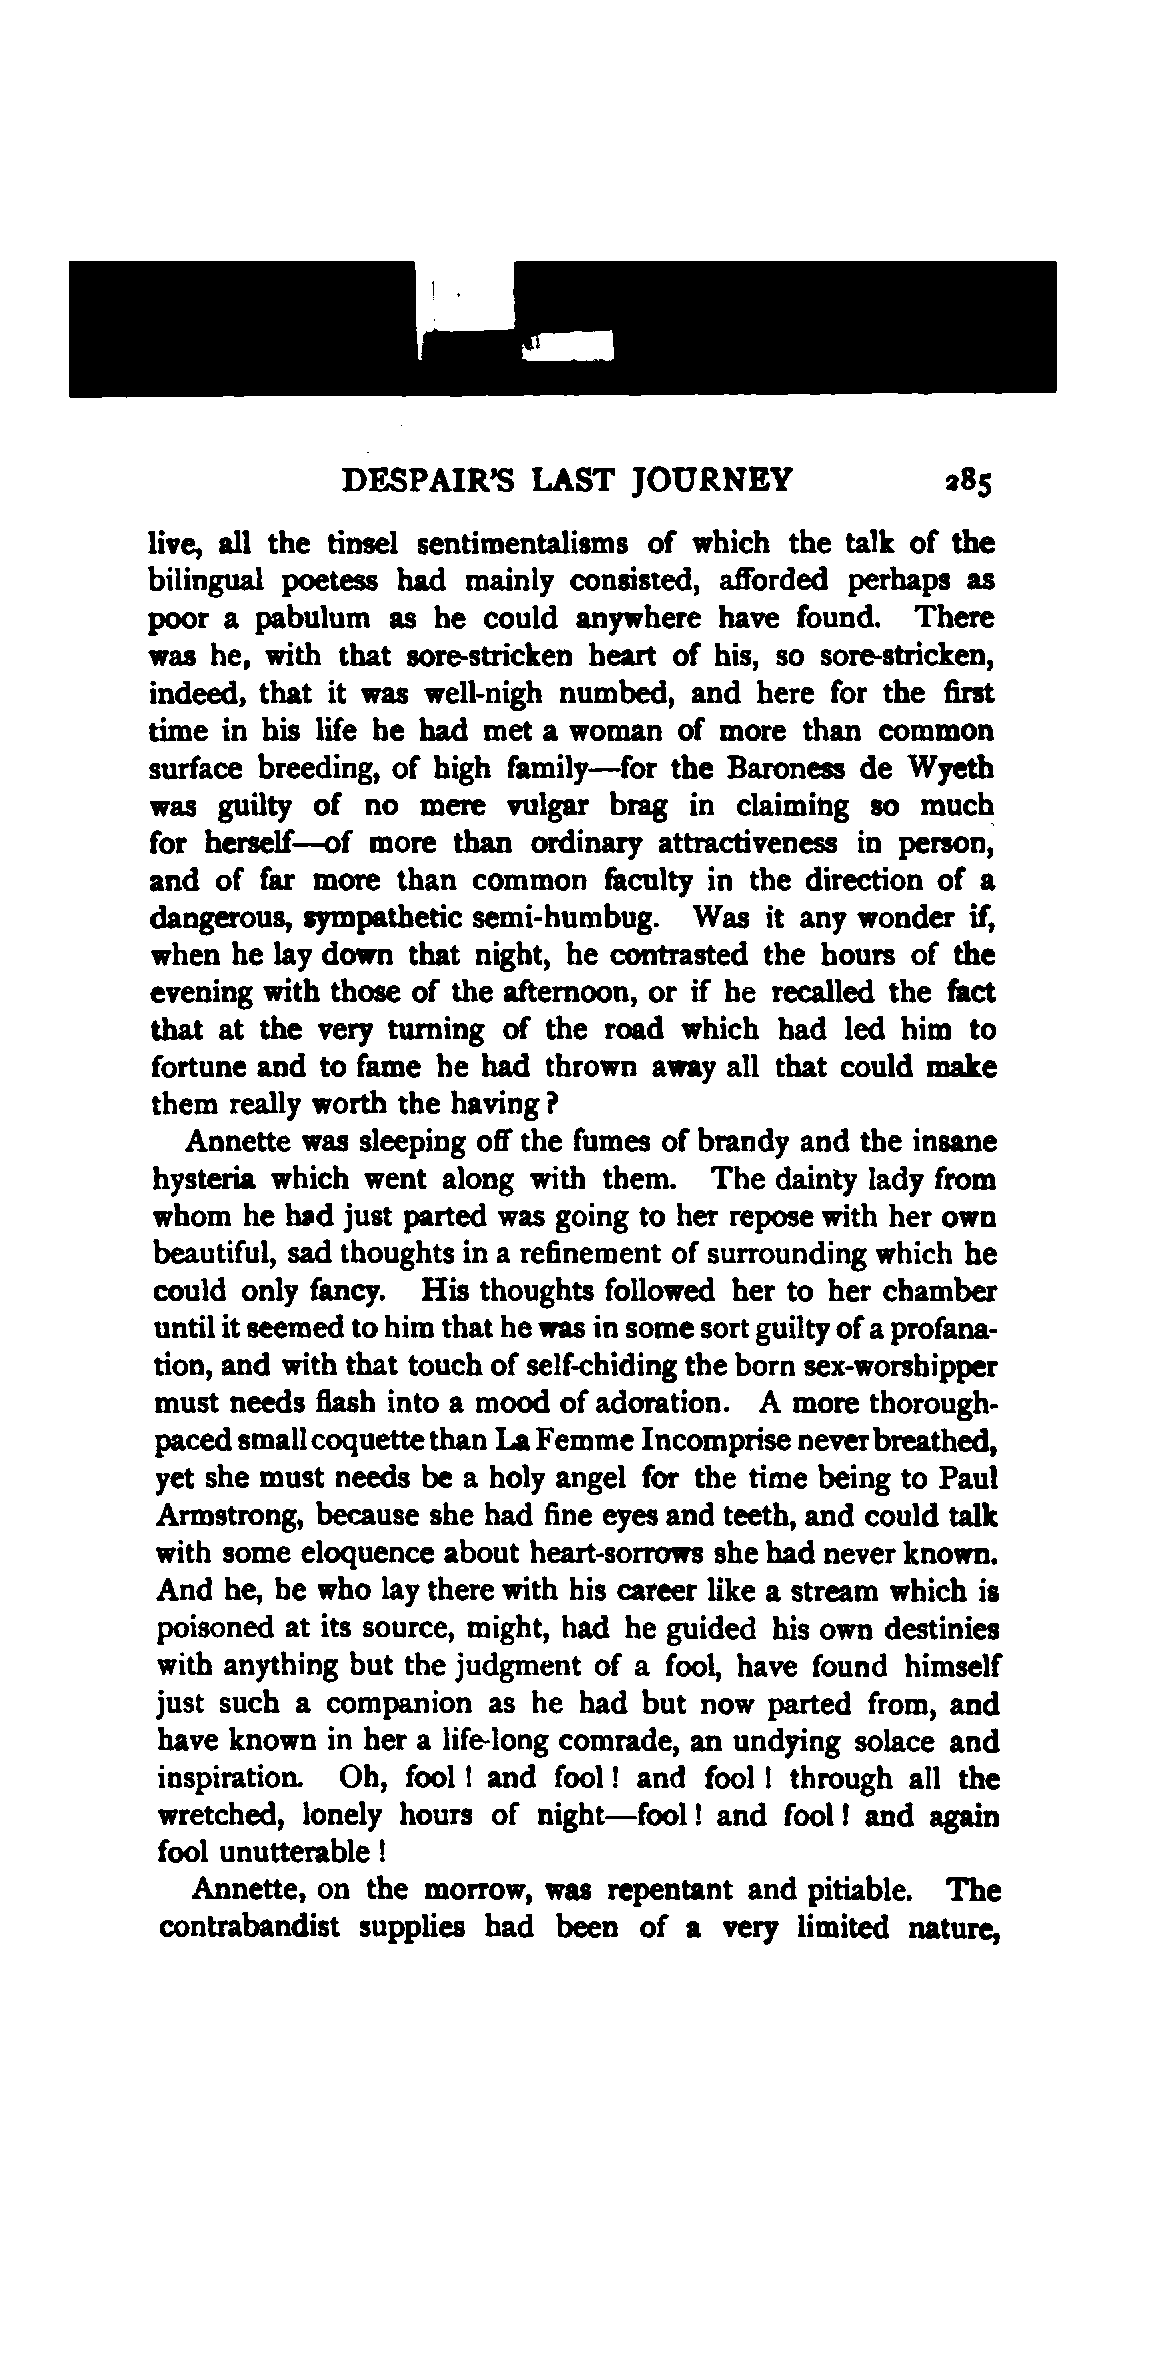 DESPAIR'S LAST JOURNEY 285
live, all the tinsel sentimentalisms of which the talk of the
bilingual poetess had mainly consisted, afforded perhaps as
poor a pabulum as he could anywhere have found. There
was he, with that sore-stricken heart of his, so sore-stricken,
indeed, that it was well-nigh numbed, and here for the first
time in his life he had met a woman of more than common
surface breeding, of high family—for the Baroness de Wyeth
was guilty of no mere vulgar brag in claiming so much
for herself—of more than ordinary attractiveness in person,
and of far more than common faculty in the direction of a
dangerous, sympathetic semi-humbug. Was it any wonder if,
when he lay down that night, he contrasted the hours of the
evening with those of the afternoon, or if he recalled the fact
that at the very turning of the road which had led him to
fortune and to fame he had thrown away all that could make
them really worth the having?
Annette was sleeping off the fumes of brandy and the insane
hysteria which went along with them. The dainty lady from
whom he had just parted was going to her repose with her own
beautiful, sad thoughts in a refinement of surrounding which he
could only fancy. His thoughts followed her to her chamber
until it seemed to him that he was in some sort guilty of a profana-
tion, and with that touch of self-chiding the born sex-worshipper
must needs flash into a mood of adoration. A more thorough-
paced small coquette than La Femme Incomprise never breathed,
yet she must needs be a holy angel for the time being to Paul
Armstrong, because she had fine eyes and teeth, and could talk
with some eloquence about heart-sorrows she had never known.
And he, he who lay there with his career like a stream which is
poisoned at its source, might, had he guided his own destinies
with anything but the judgment of a fool, have found himself
just such a companion as he had but now parted from, and
have known in her a life-long comrade, an undying solace and
inspiration. Oh, fool! and fool! and fool! through all the
wretched, lonely hours of night—fool! and fool! and again
fool unutterable!
Annette, on the morrow, was repentant and pitiable. The
contrabandist supplies had been of a very limited nature,